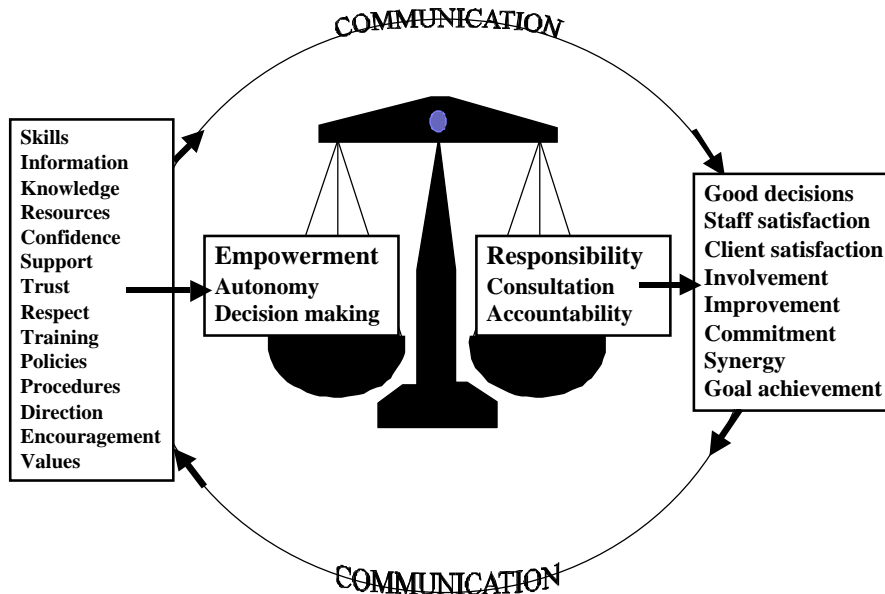 COMMUNICATION
Skills
Information
Knowledge
Resources
Confidence
Support
Trust
Respect
Training
Policies
Procedures
Direction
Encouragement
Values
Empowerment
Autonomy
Decision making
Responsibility
Consultation
Accountability
Good decisions
Staff satisfaction
Client satisfaction
Involvement
Improvement
Commitment
Synergy
Goal achievement
COMMUNICATION